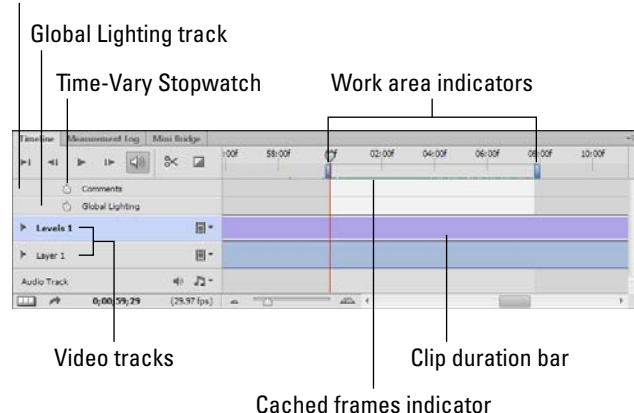 Global Lighting track
Time-Vary Stopwatch
Work area indicators
Timeline Measurement Log Mini Bridge
:00f 58:00f 0f 02:00f 04:00f 06:00f 08:00f 10:00f
Comments
Global Lighting
Levels 1
Layer 1
Audio Track
0;00;59;29 (29.97 fps)
Video tracks
Clip duration bar
Cached frames indicator